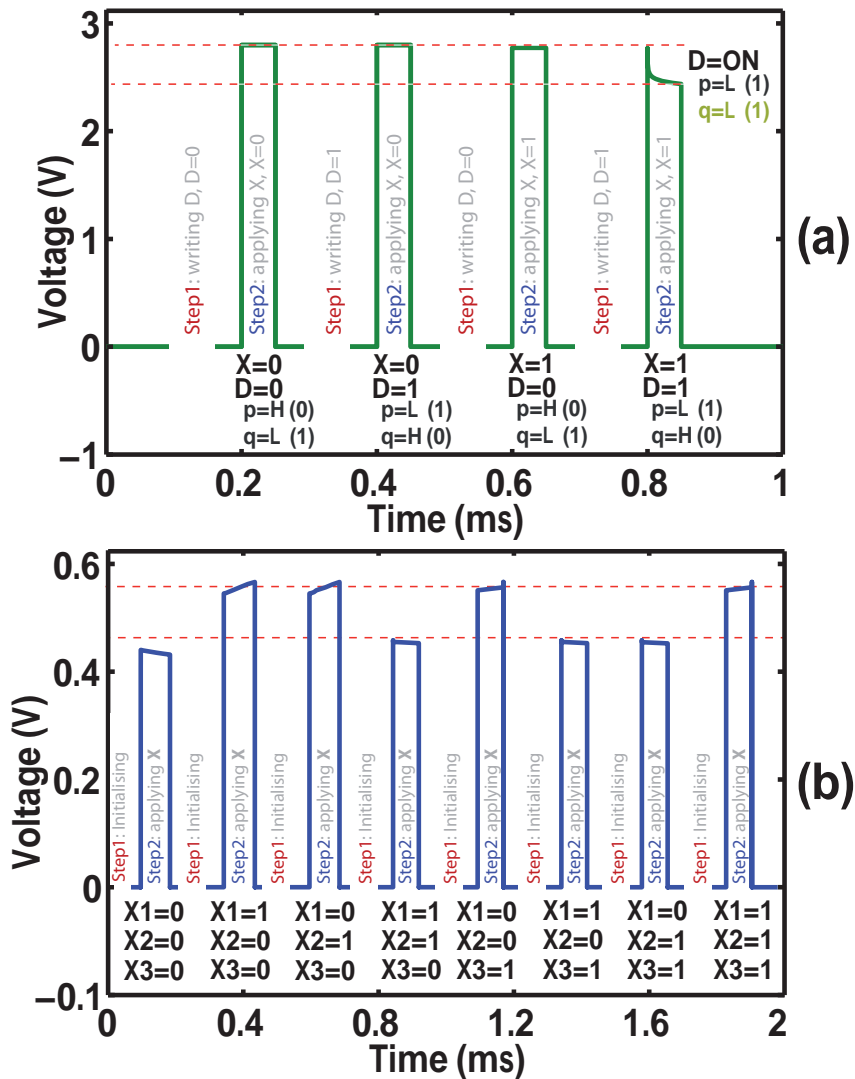 3
2
1
0
−1
Voltage (V)
Step1: writing D, D=0
Step2: applying X, X=0
Step1: writing D, D=1
Step2: applying X, X=0
Step1: writing D, D=0
Step2: applying X, X=1
Step1: writing D, D=1
Step2: applying X, X=1
D=ON
p=L (1)
q=L (1)
X=0
D=0
p=H (0)
q=L (1)
X=0
D=1
p=L (1)
q=H (0)
X=1
D=0
p=H (0)
q=L (1)
X=1
D=1
p=L (1)
q=H (0)
0 0.2 0.4 0.6 0.8 1
Time (ms)
(a)
0.6
0.4
0.2
0
−0.1
Voltage (V)
Step1: Initialising
Step2: applying X
Step1: Initialising
Step2: applying X
Step1: Initialising
Step2: applying X
Step1: Initialising
Step2: applying X
Step1: Initialising
Step2: applying X
Step1: Initialising
Step2: applying X
Step1: Initialising
Step2: applying X
Step1: Initialising
Step2: applying X
X1=0 X1=1 X1=0 X1=1 X1=0 X1=1 X1=0 X1=1
X2=0 X2=0 X2=1 X2=1 X2=0 X2=0 X2=1 X2=1
X3=0 X3=0 X3=0 X3=0 X3=1 X3=1 X3=1 X3=1
0 0.4 0.8 1.2 1.6 2
Time (ms)
(b)